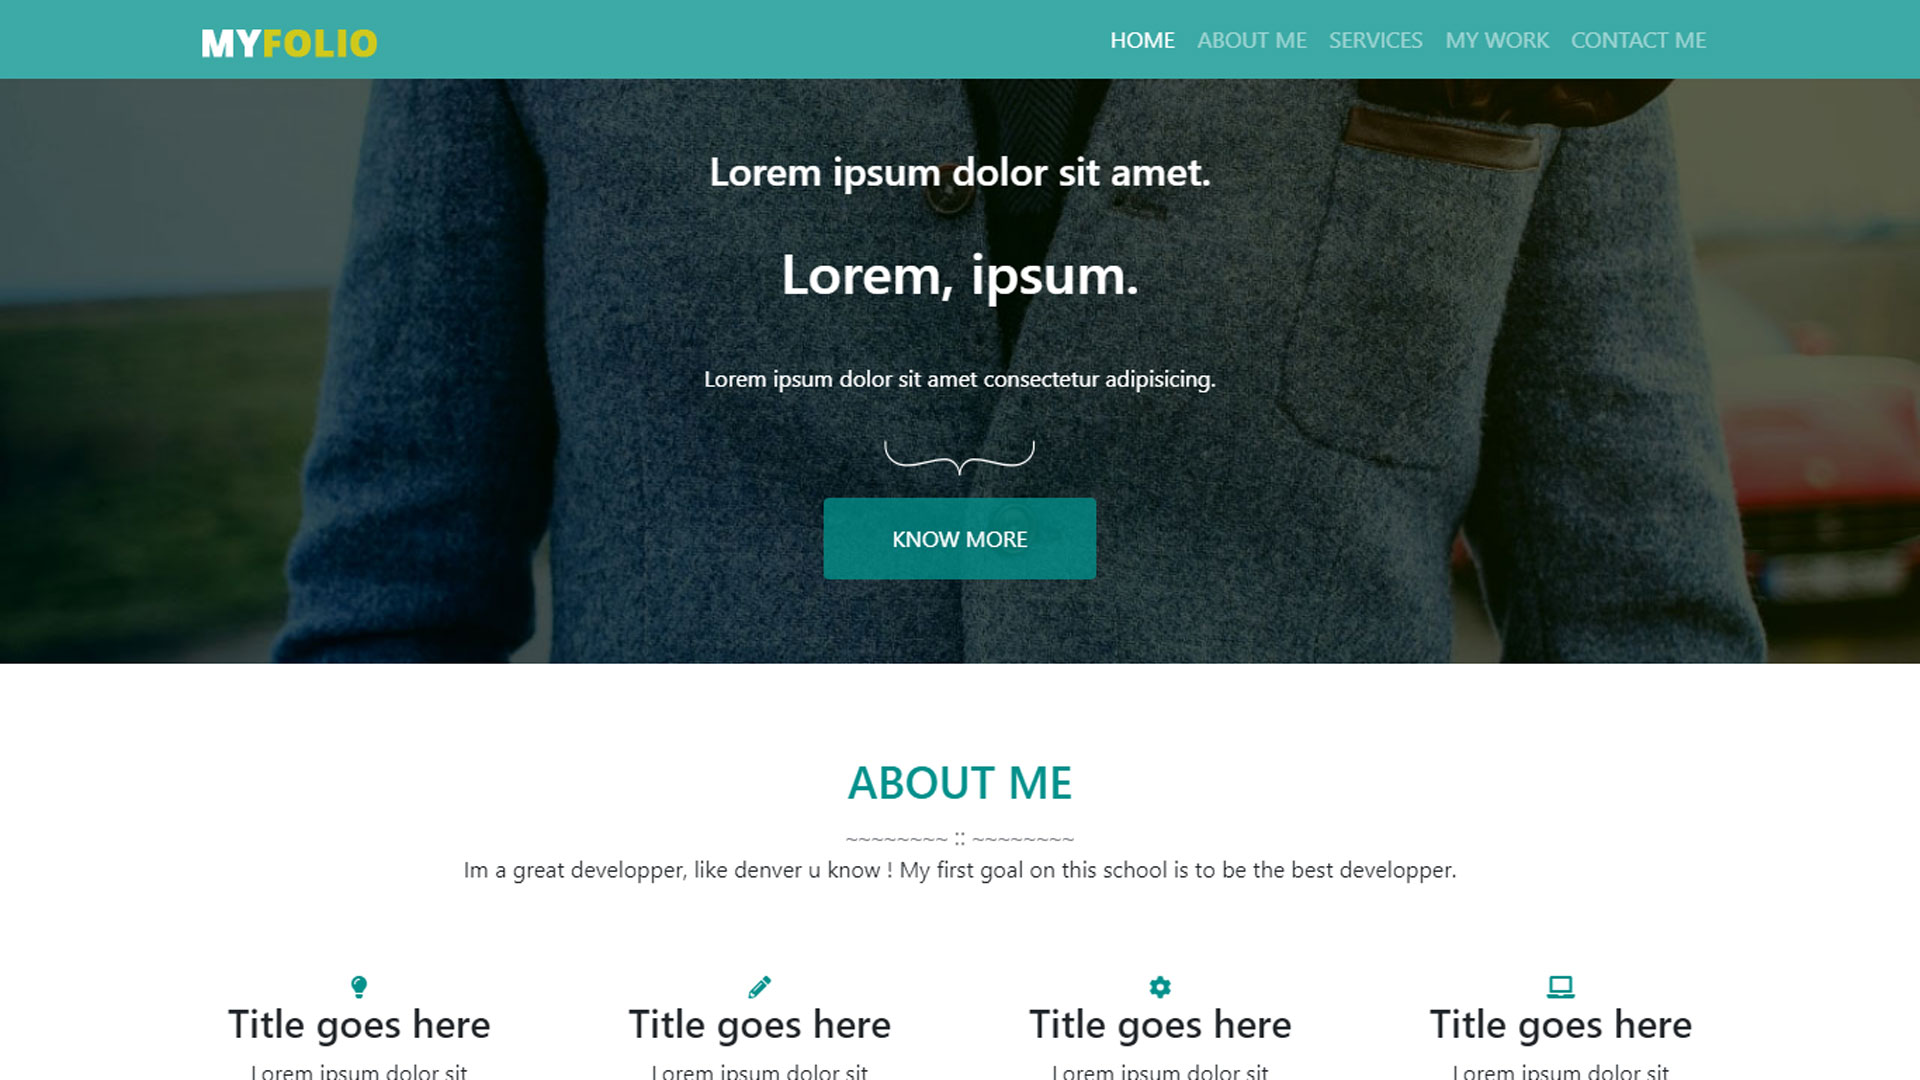 MYFOLIO
HOME ABOUT ME SERVICES MY WORK CONTACT ME
Lorem ipsum dolor sit amet.
Lorem, ipsum.
Lorem ipsum dolor sit amet consectetur adipisicing.
KNOW MORE
ABOUT ME
~~~~~~~~ :: ~~~~~~~~
Im a great developper, like denver u know ! My first goal on this school is to be the best developper.
Title goes here
Lorem ipsum dolor sit
Title goes here
Lorem ipsum dolor sit
Title goes here
Lorem ipsum dolor sit
Title goes here
Lorem ipsum dolor sit